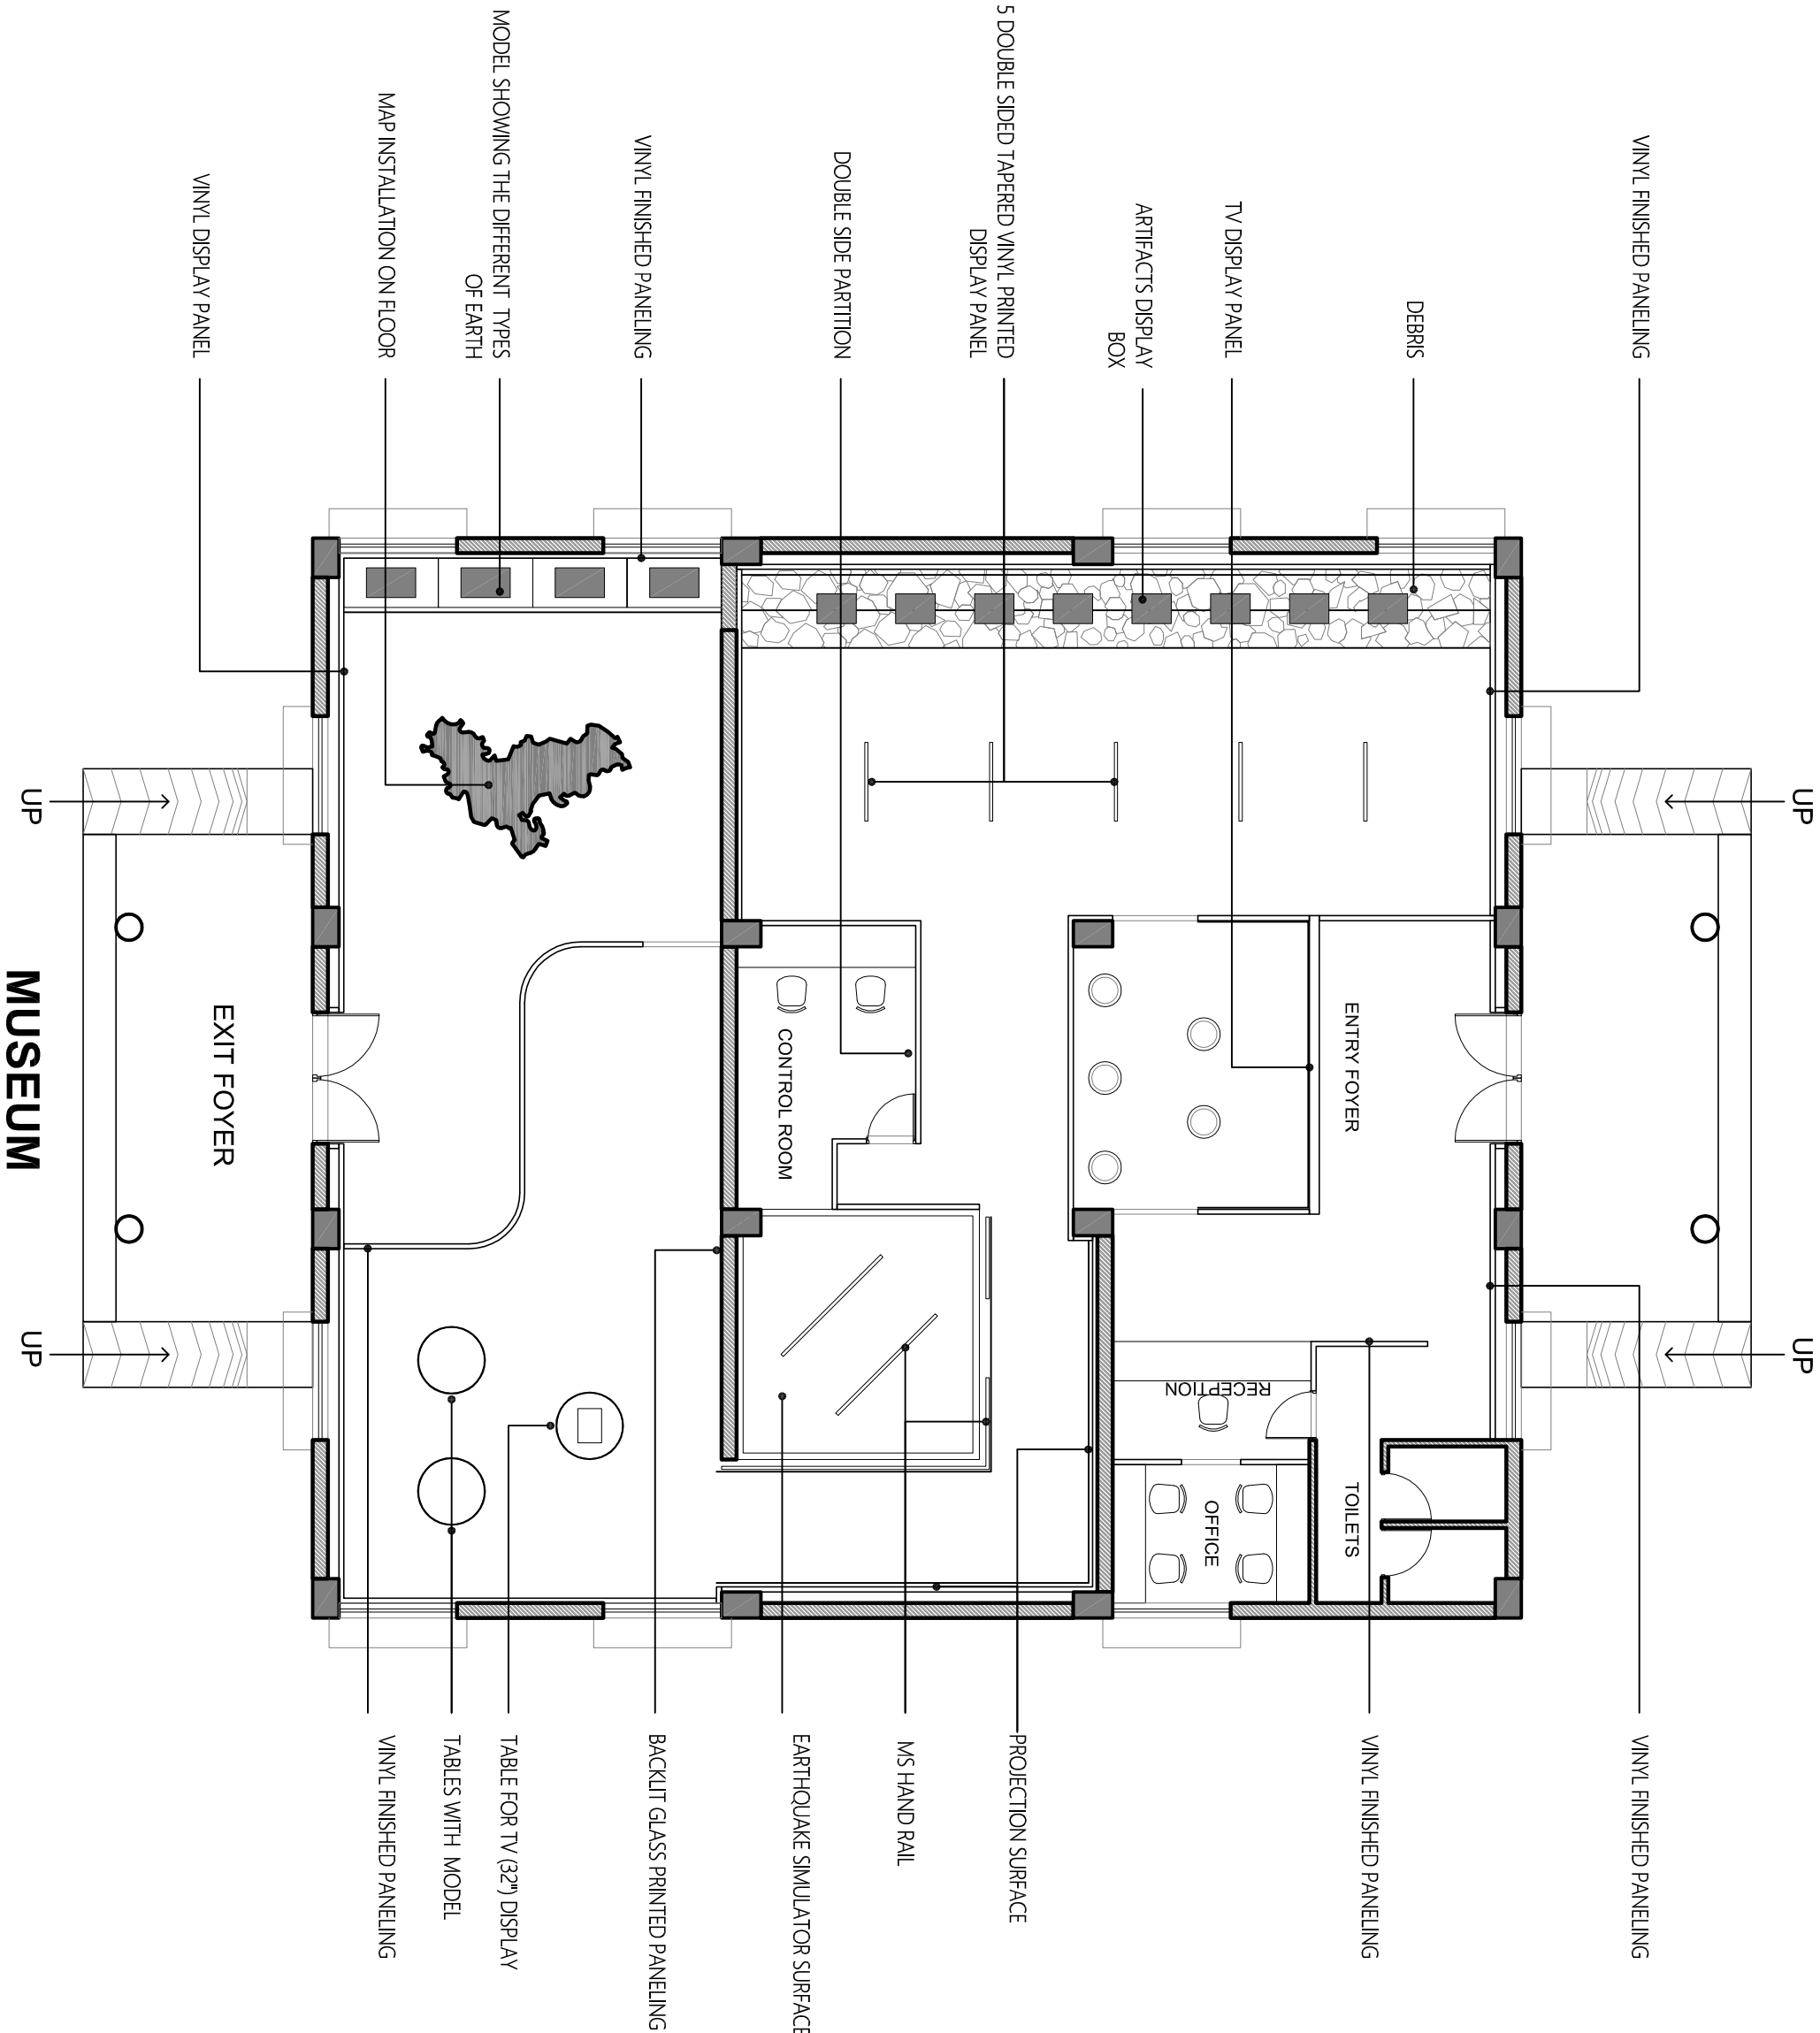 VINYL FINISHED PANELING
DEBRIS
TV DISPLAY PANEL
ARTIFACTS DISPLAY
BOX
5 DOUBLE SIDED TAPERED VINYL PRINTED
DISPLAY PANEL
DOUBLE SIDE PARTITION
VINYL FINISHED PANELING
MODEL SHOWING THE DIFFERENT TYPES
OF EARTH
MAP INSTALLATION ON FLOOR
VINYL DISPLAY PANEL
UP
UP
ENTRY FOYER
RECEPTION
TOILETS
OFFICE
CONTROL ROOM
EXIT FOYER
UP
UP
VINYL FINISHED PANELING
VINYL FINISHED PANELING
PROJECTION SURFACE
MS HAND RAIL
EARTHQUAKE SIMULATOR SURFACE
BACKLIT GLASS PRINTED PANELING
TABLE FOR TV (32") DISPLAY
TABLES WITH MODEL
VINYL FINISHED PANELING
MUSEUM